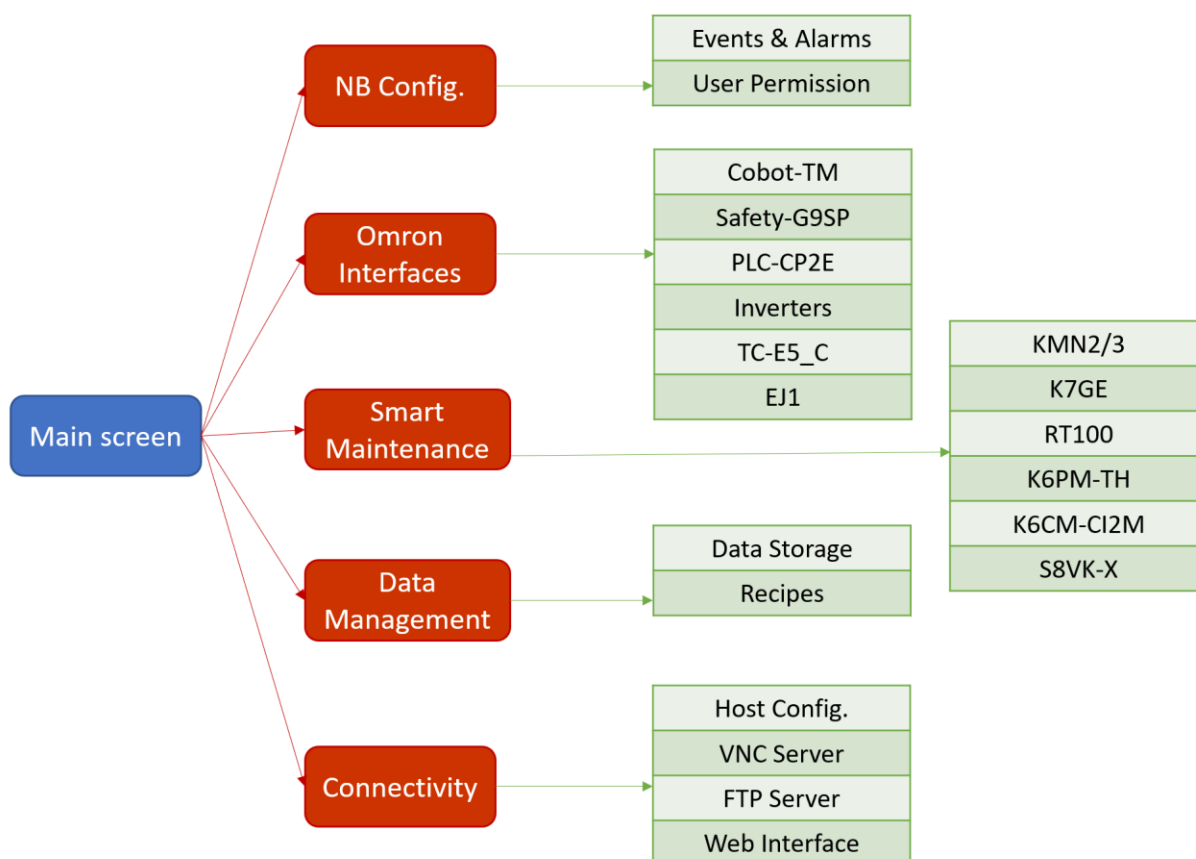 Main screen
NB Config.
Events & Alarms
User Permission
Omron
Interfaces
Cobot-TM
Safety-G9SP
PLC-CP2E
Inverters
TC-E5_C
EJ1
Smart
Maintenance
KMN2/3
K7GE
RT100
K6PM-TH
K6CM-CI2M
S8VK-X
Data
Management
Data Storage
Recipes
Connectivity
Host Config.
VNC Server
FTP Server
Web Interface